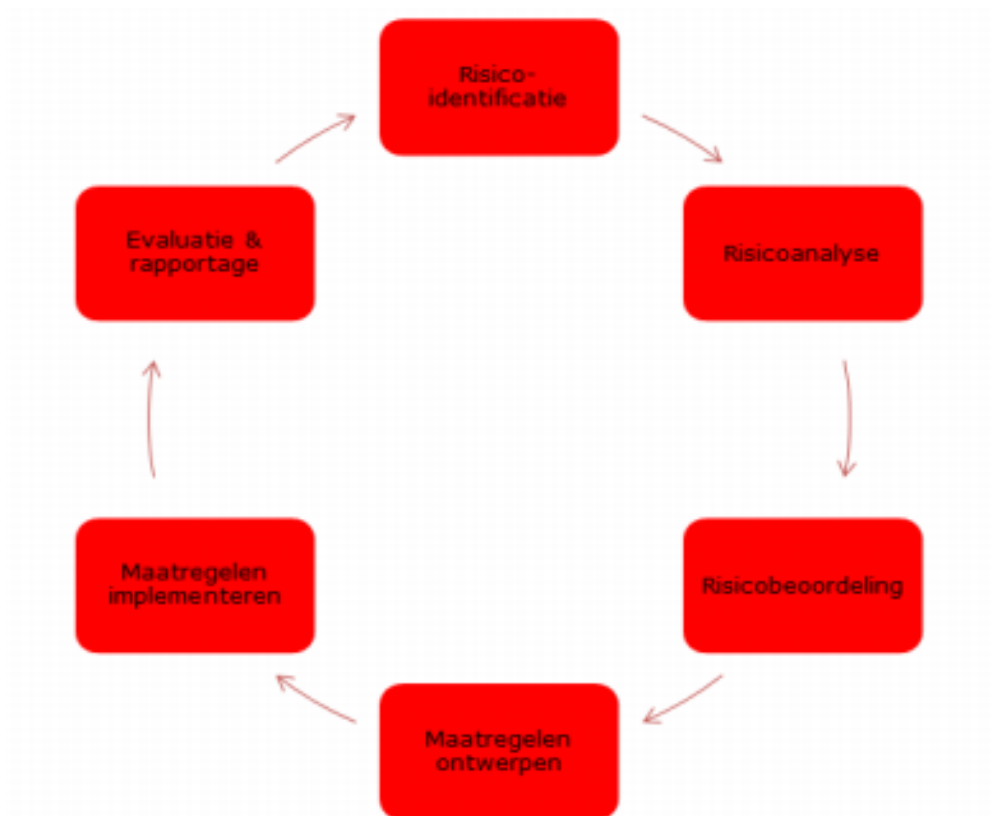 Risico-
identificatie
Risicoanalyse
Risicobeoordeling
Maatregelen
ontwerpen
Maatregelen
implementeren
Evaluatie &
rapportage